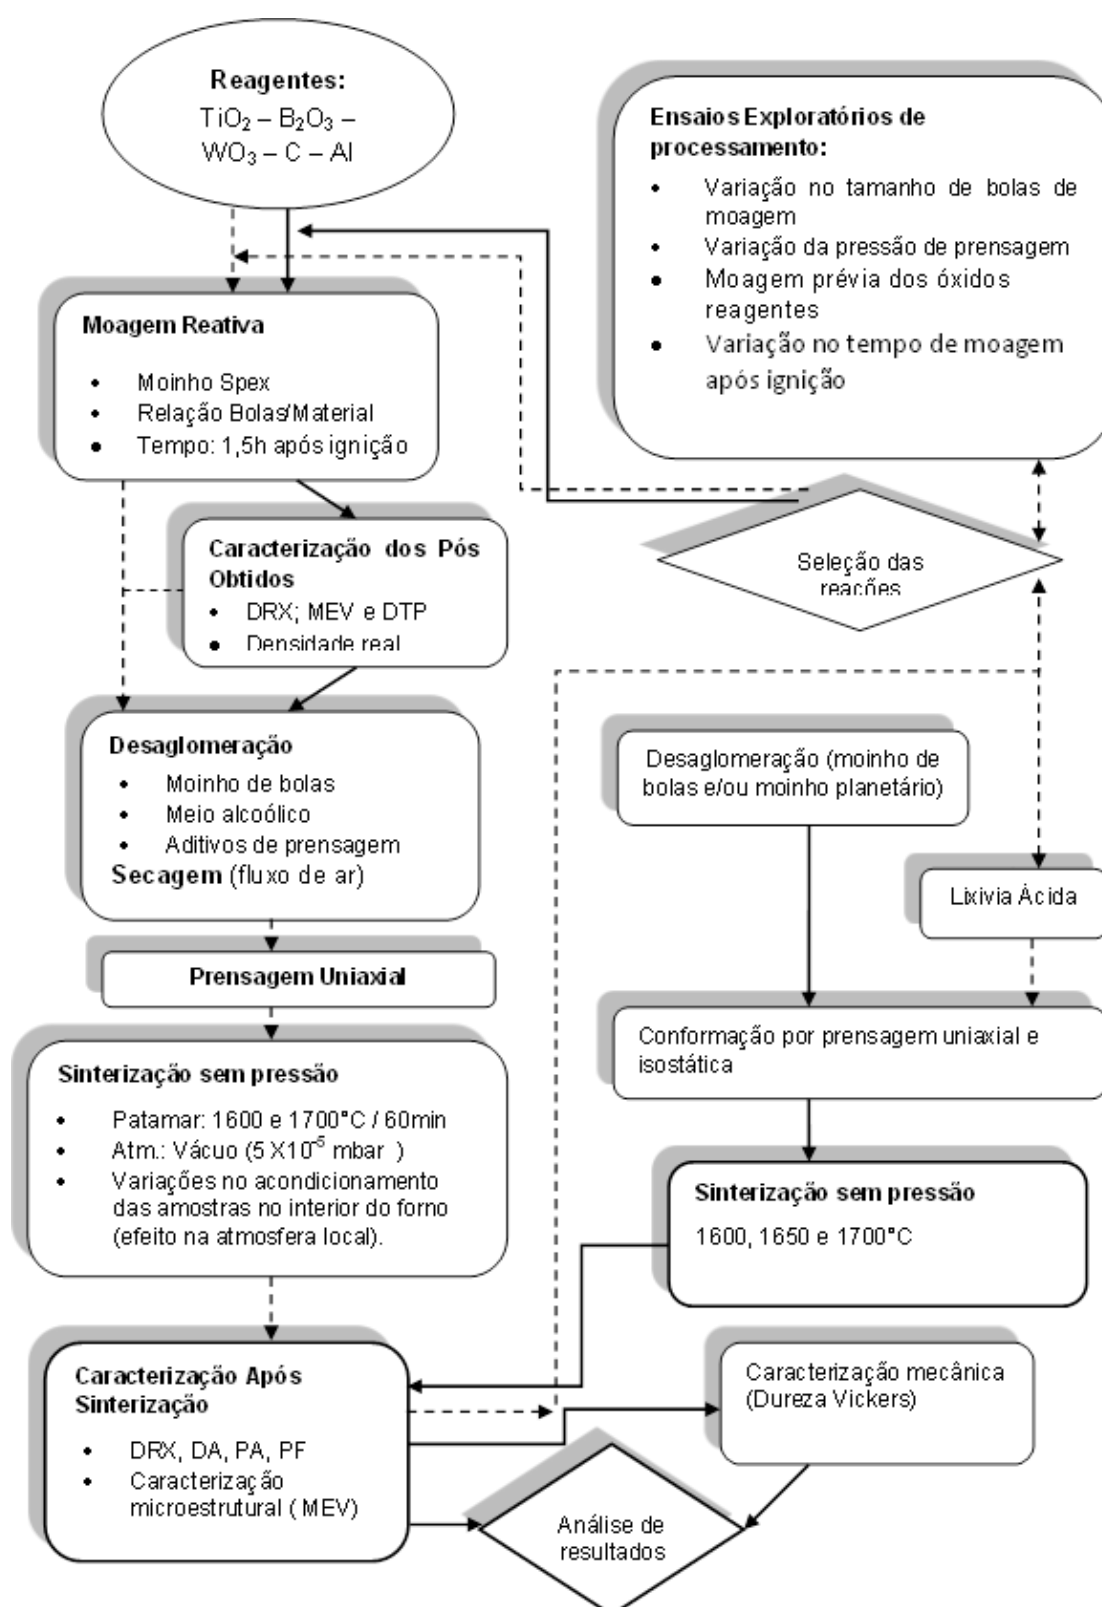 Reagentes:
TiO₂ – B₂O₃ –
WO₃ – C – Al
Ensaios Exploratórios de
processamento:
• Variação no tamanho de bolas de
moagem
• Variação da pressão de prensagem
• Moagem prévia dos óxidos
reagentes
• Variação no tempo de moagem
após ignição
Moagem Reativa
• Moinho Spex
• Relação Bolas/Material
• Tempo: 1,5h após ignição
Caracterização dos Pós
Obtidos
• DRX; MEV e DTP
• Densidade real
Seleção das
reações
Desaglomeração
• Moinho de bolas
• Meio alcoólico
• Aditivos de prensagem
Secagem (fluxo de ar)
Desaglomeração (moinho de
bolas e/ou moinho planetário)
Lixivia Ácida
Prensagem Uniaxial
Conformação por prensagem uniaxial e
isostática
Sinterização sem pressão
• Patamar: 1600 e 1700°C / 60min
• Atm.: Vácuo (5 X10⁻⁵ mbar )
• Variações no acondicionamento
das amostras no interior do forno
(efeito na atmosfera local).
Sinterização sem pressão
1600, 1650 e 1700°C
Caracterização Após
Sinterização
• DRX, DA, PA, PF
• Caracterização
microestrutural ( MEV)
Caracterização mecânica
(Dureza Vickers)
Análise de
resultados